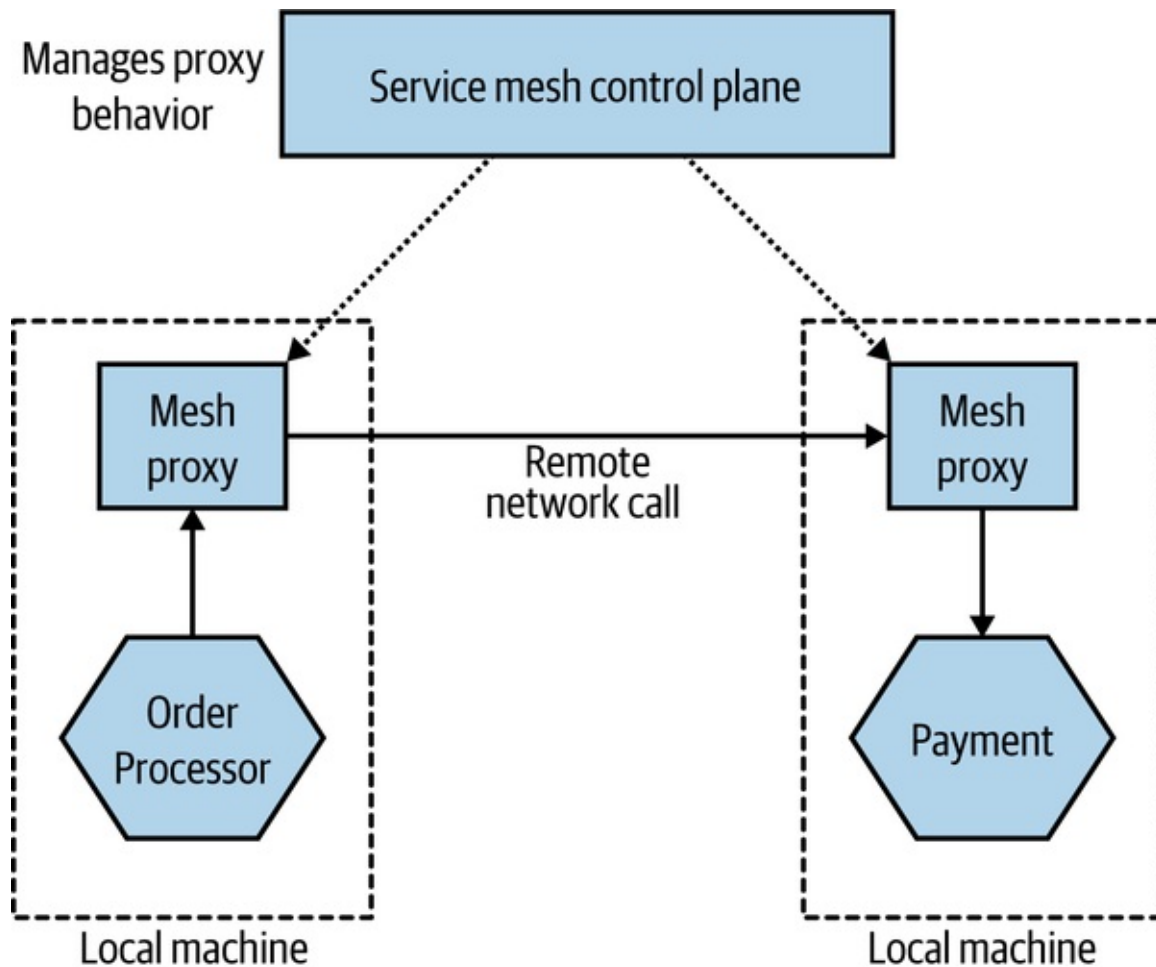 Manages proxy
behavior
Service mesh control plane
Mesh
proxy
Remote
network call
Mesh
proxy
Order
Processor
Payment
Local machine
Local machine